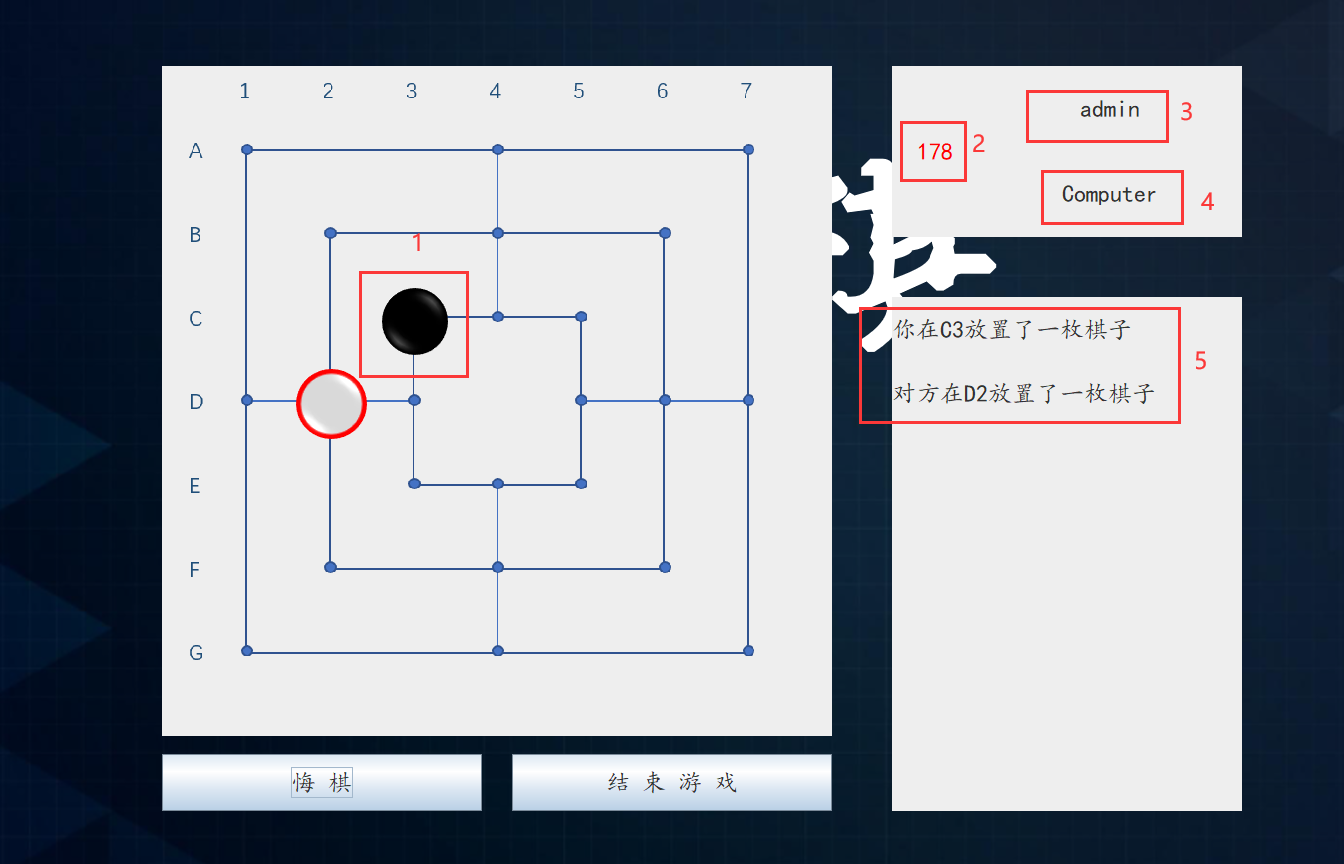 1 2 3 4 5 6 7
A
B
C
D
E
F
G
1
admin
3
178
2
Computer
4
你在C3放置了一枚棋子
对方在D2放置了一枚棋子
5
悔 棋
结 束 游 戏